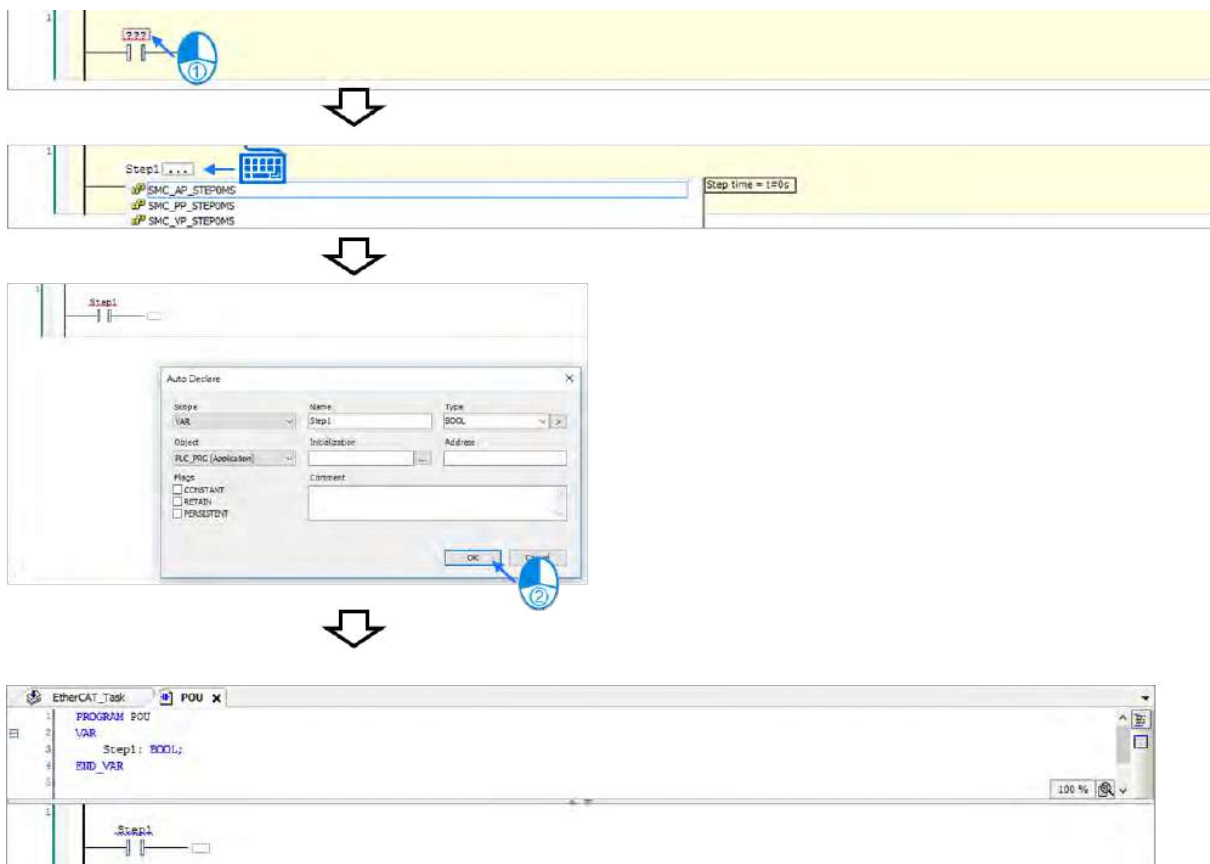 1
???
①
1
Step1 ...
SMC_AP_STEP0MS
Step time = t#0s
SMC_PP_STEP0MS
SMC_VP_STEP0MS
1
Step1
Auto Declare
Scope Name Type
VAR Step1 BOOL >
Object Initialization Address
PLC_PRG [Application] ...
Flags Comment
CONSTANT
RETAIN
PERSISTENT
OK Cancel
②
EtherCAT_Task POU X
1 PROGRAM POU
2 VAR
3 Step1: BOOL;
4 END_VAR
5
100 %
1
Step1